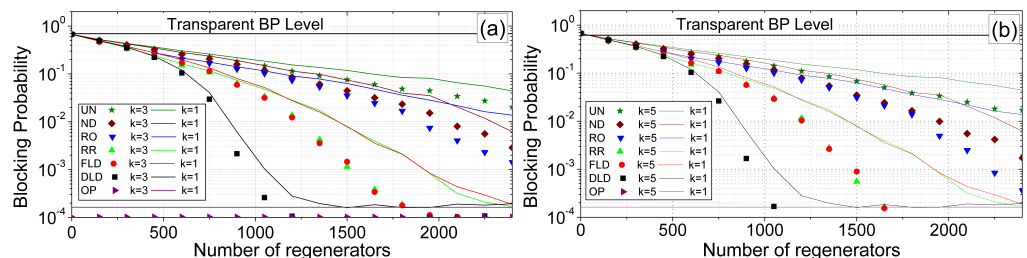 Transparent BP Level
(a)
Blocking Probability
10^0
10^-1
10^-2
10^-3
10^-4
UN k=3 k=1
ND k=3 k=1
RO k=3 k=1
RR k=3 k=1
FLD k=3 k=1
DLD k=3 k=1
OP k=3 k=1
0 500 1000 1500 2000
Number of regenerators
Transparent BP Level
(b)
Blocking Probability
10^0
10^-1
10^-2
10^-3
10^-4
UN k=5 k=1
ND k=5 k=1
RO k=5 k=1
RR k=5 k=1
FLD k=5 k=1
DLD k=5 k=1
OP k=5 k=1
0 500 1000 1500 2000
Number of regenerators